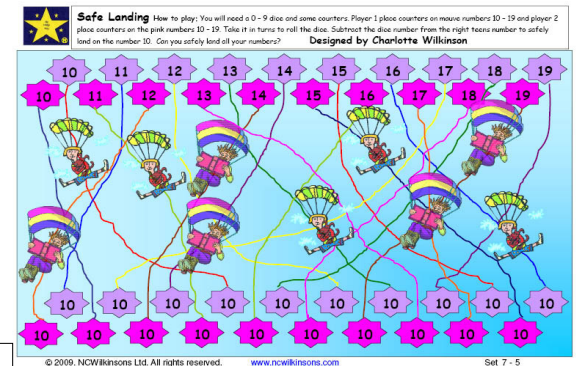 Safe Landing How to play: You will need a 0 - 9 dice and some counters. Player 1 place counters on mauve numbers 10 - 19 and player 2
place counters on the pink numbers 10 - 19. Take it in turns to roll the dice. Subtract the dice number from the right teens number to safely
land on the number 10. Can you safely land all your numbers? Designed by Charlotte Wilkinson
10 11 12 13 14 15 16 17 18 19
10 11 12 13 14 15 16 17 18 19
10 10 10 10 10 10 10 10 10 10
10 10 10 10 10 10 10 10 10 10
© 2009. NCWilkinsons Ltd. All rights reserved. www.ncwilkinsons.com Set 7 - 5